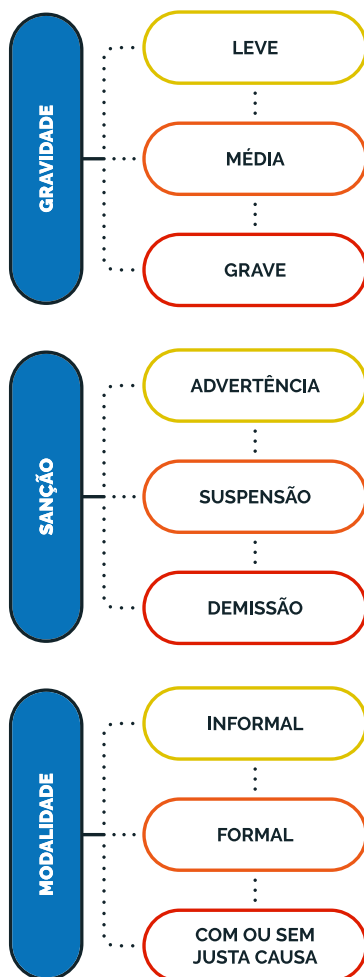 GRAVIDADE
LEVE
MÉDIA
GRAVE
SANÇÃO
ADVERTÊNCIA
SUSPENSÃO
DEMISSÃO
MODALIDADE
INFORMAL
FORMAL
COM OU SEM
JUSTA CAUSA